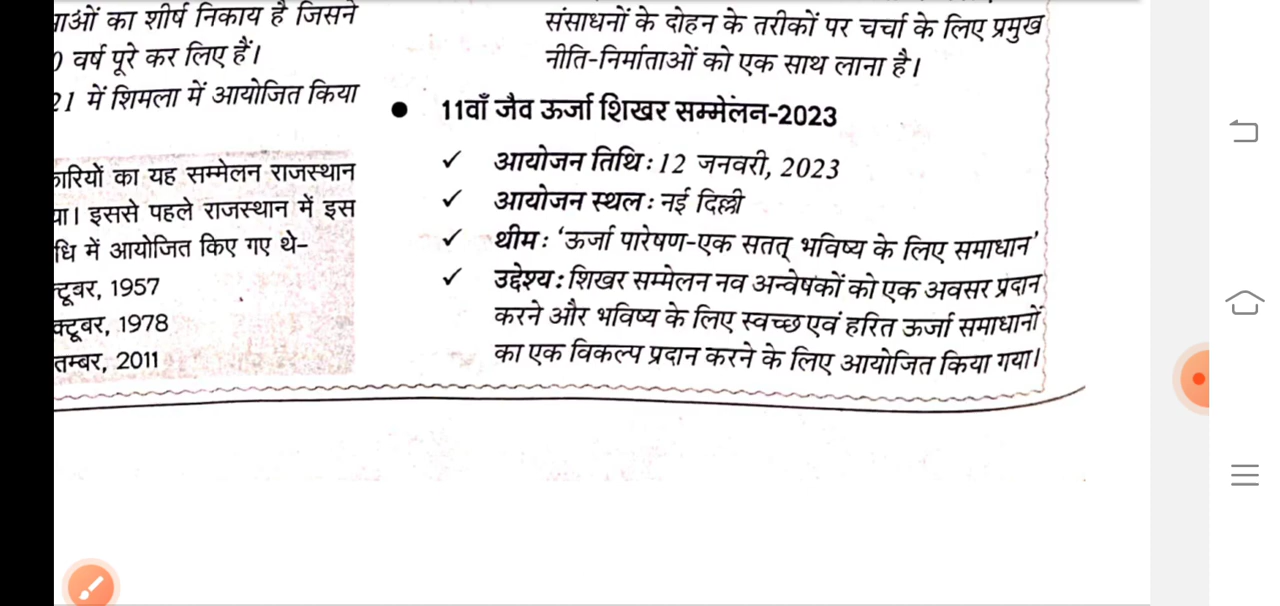 ाओं का शीर्ष निकाय है जिसने
0 वर्ष पूरे कर लिए हैं।
21 में शिमला में आयोजित किया
कारियों का यह सम्मेलन राजस्थान
या। इससे पहले राजस्थान में इस
धि में आयोजित किए गए थे-
टूबर, 1957
क्टूबर, 1978
तम्बर, 2011
संसाधनों के दोहन के तरीकों पर चर्चा के लिए प्रमुख
नीति-निर्माताओं को एक साथ लाना है।
● 11वाँ जैव ऊर्जा शिखर सम्मेलन-2023
✓ आयोजन तिथि : 12 जनवरी, 2023
✓ आयोजन स्थल : नई दिल्ली
✓ थीम : ‘ऊर्जा पारेषण-एक सतत् भविष्य के लिए समाधान’
✓ उद्देश्य : शिखर सम्मेलन नव अन्वेषकों को एक अवसर प्रदान
करने और भविष्य के लिए स्वच्छ एवं हरित ऊर्जा समाधानों
का एक विकल्प प्रदान करने के लिए आयोजित किया गया।